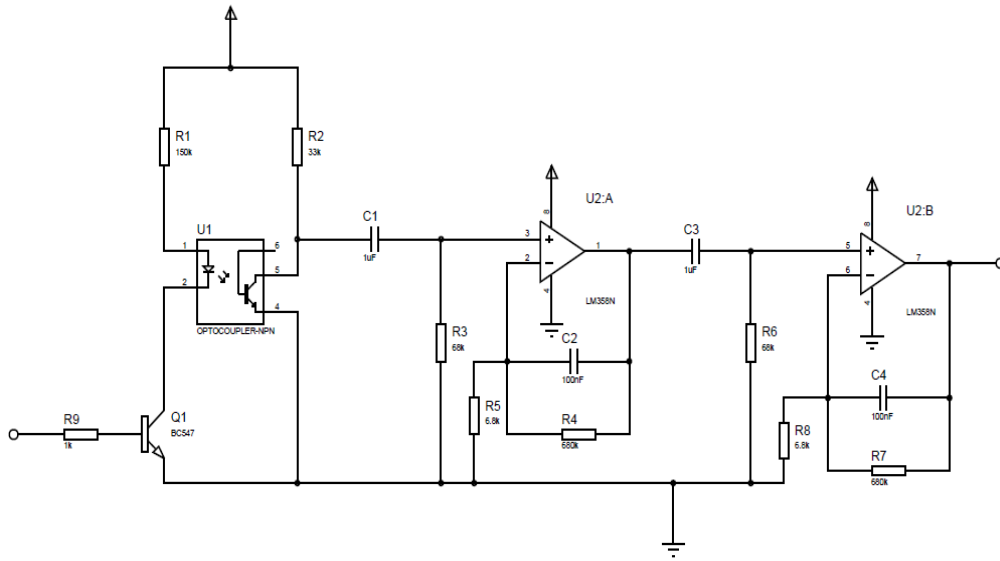 R1
150k
R2
33k
U1
1
2
6
5
4
OPTOCOUPLER-NPN
R9
1k
Q1
BC547
C1
1uF
R3
68k
U2:A
8
3
2
1
4
LM358N
C2
100nF
R5
6.8k
R4
680k
C3
1uF
R6
68k
U2:B
8
5
6
7
4
LM358N
C4
100nF
R8
6.8k
R7
680k